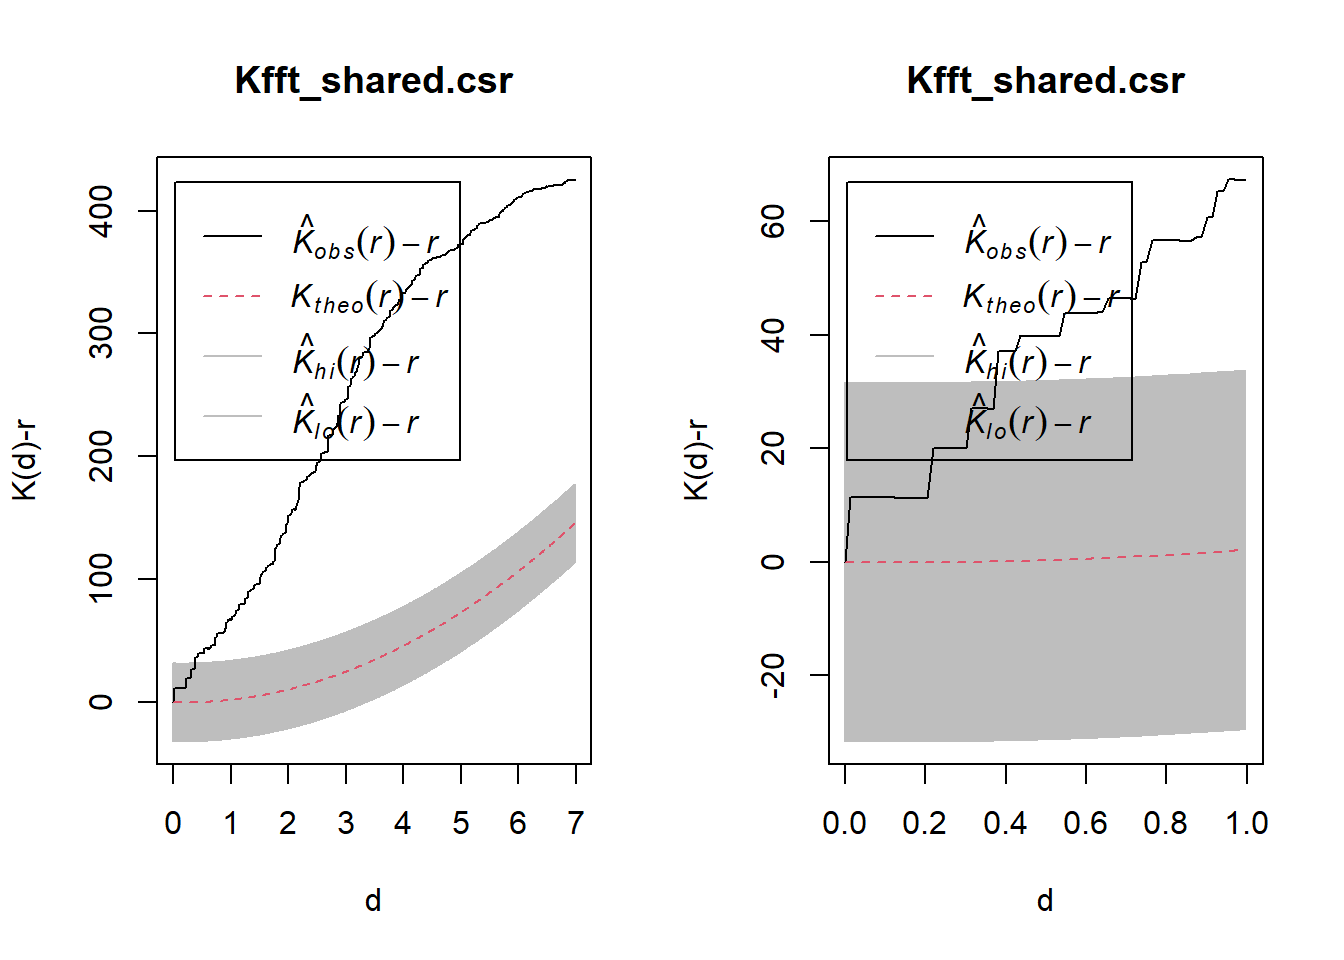 Kfft_shared.csr
K(d)-r
400
300
200
100
0
K̂obs(r) − r
Ktheo(r) − r
K̂hi(r) − r
K̂lo(r) − r
0 1 2 3 4 5 6 7
d
Kfft_shared.csr
K(d)-r
60
40
20
0
-20
K̂obs(r) − r
Ktheo(r) − r
K̂hi(r) − r
K̂lo(r) − r
0.0 0.2 0.4 0.6 0.8 1.0
d